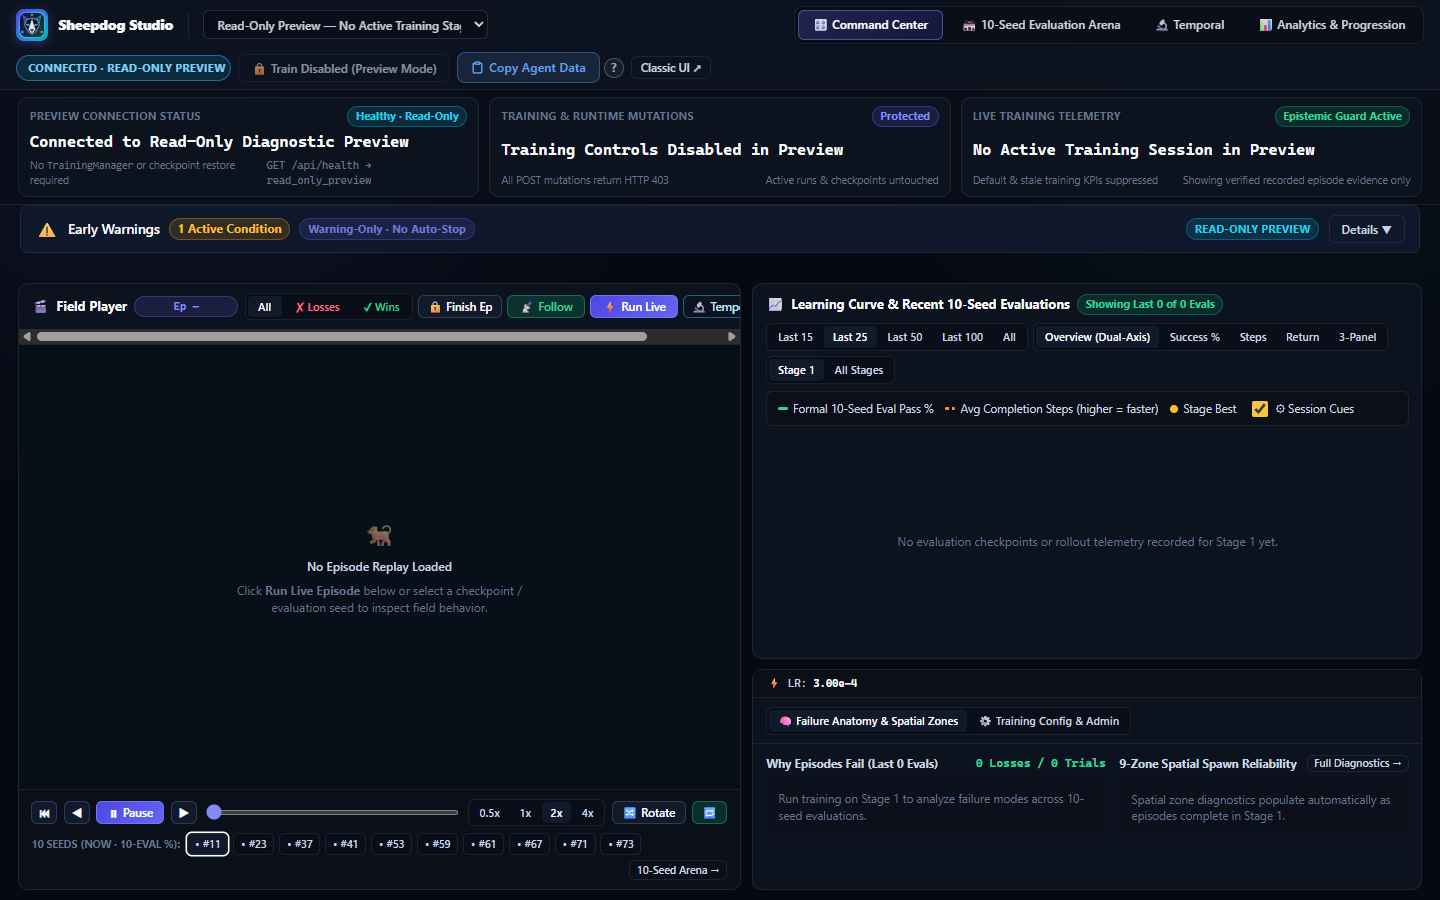 Sheepdog Studio
Read-Only Preview — No Active Training Sta
Command Center
10-Seed Evaluation Arena
Temporal
Analytics & Progression
CONNECTED · READ-ONLY PREVIEW
Train Disabled (Preview Mode)
Copy Agent Data
?
Classic UI ↗
PREVIEW CONNECTION STATUS
Healthy · Read-Only
Connected to Read-Only Diagnostic Preview
No TrainingManager or checkpoint restore required
GET /api/health → read_only_preview
TRAINING & RUNTIME MUTATIONS
Protected
Training Controls Disabled in Preview
All POST mutations return HTTP 403
Active runs & checkpoints untouched
LIVE TRAINING TELEMETRY
Epistemic Guard Active
No Active Training Session in Preview
Default & stale training KPIs suppressed
Showing verified recorded episode evidence only
Early Warnings
1 Active Condition
Warning-Only · No Auto-Stop
READ-ONLY PREVIEW
Details ▼
Field Player
Ep –
All
✗ Losses
✓ Wins
Finish Ep
Follow
Run Live
Tempo
No Episode Replay Loaded
Click Run Live Episode below or select a checkpoint /
evaluation seed to inspect field behavior.
Pause
0.5x
1x
2x
4x
Rotate
10 SEEDS (NOW · 10-EVAL %):
• #11
• #23
• #37
• #41
• #53
• #59
• #61
• #67
• #71
• #73
10-Seed Arena →
Learning Curve & Recent 10-Seed Evaluations
Showing Last 0 of 0 Evals
Last 15
Last 25
Last 50
Last 100
All
Overview (Dual-Axis)
Success %
Steps
Return
3-Panel
Stage 1
All Stages
Formal 10-Seed Eval Pass %
Avg Completion Steps (higher = faster)
Stage Best
Session Cues
No evaluation checkpoints or rollout telemetry recorded for Stage 1 yet.
LR: 3.00e-4
Failure Anatomy & Spatial Zones
Training Config & Admin
Why Episodes Fail (Last 0 Evals)
0 Losses / 0 Trials
Run training on Stage 1 to analyze failure modes across 10-
seed evaluations.
9-Zone Spatial Spawn Reliability
Full Diagnostics →
Spatial zone diagnostics populate automatically as
episodes complete in Stage 1.